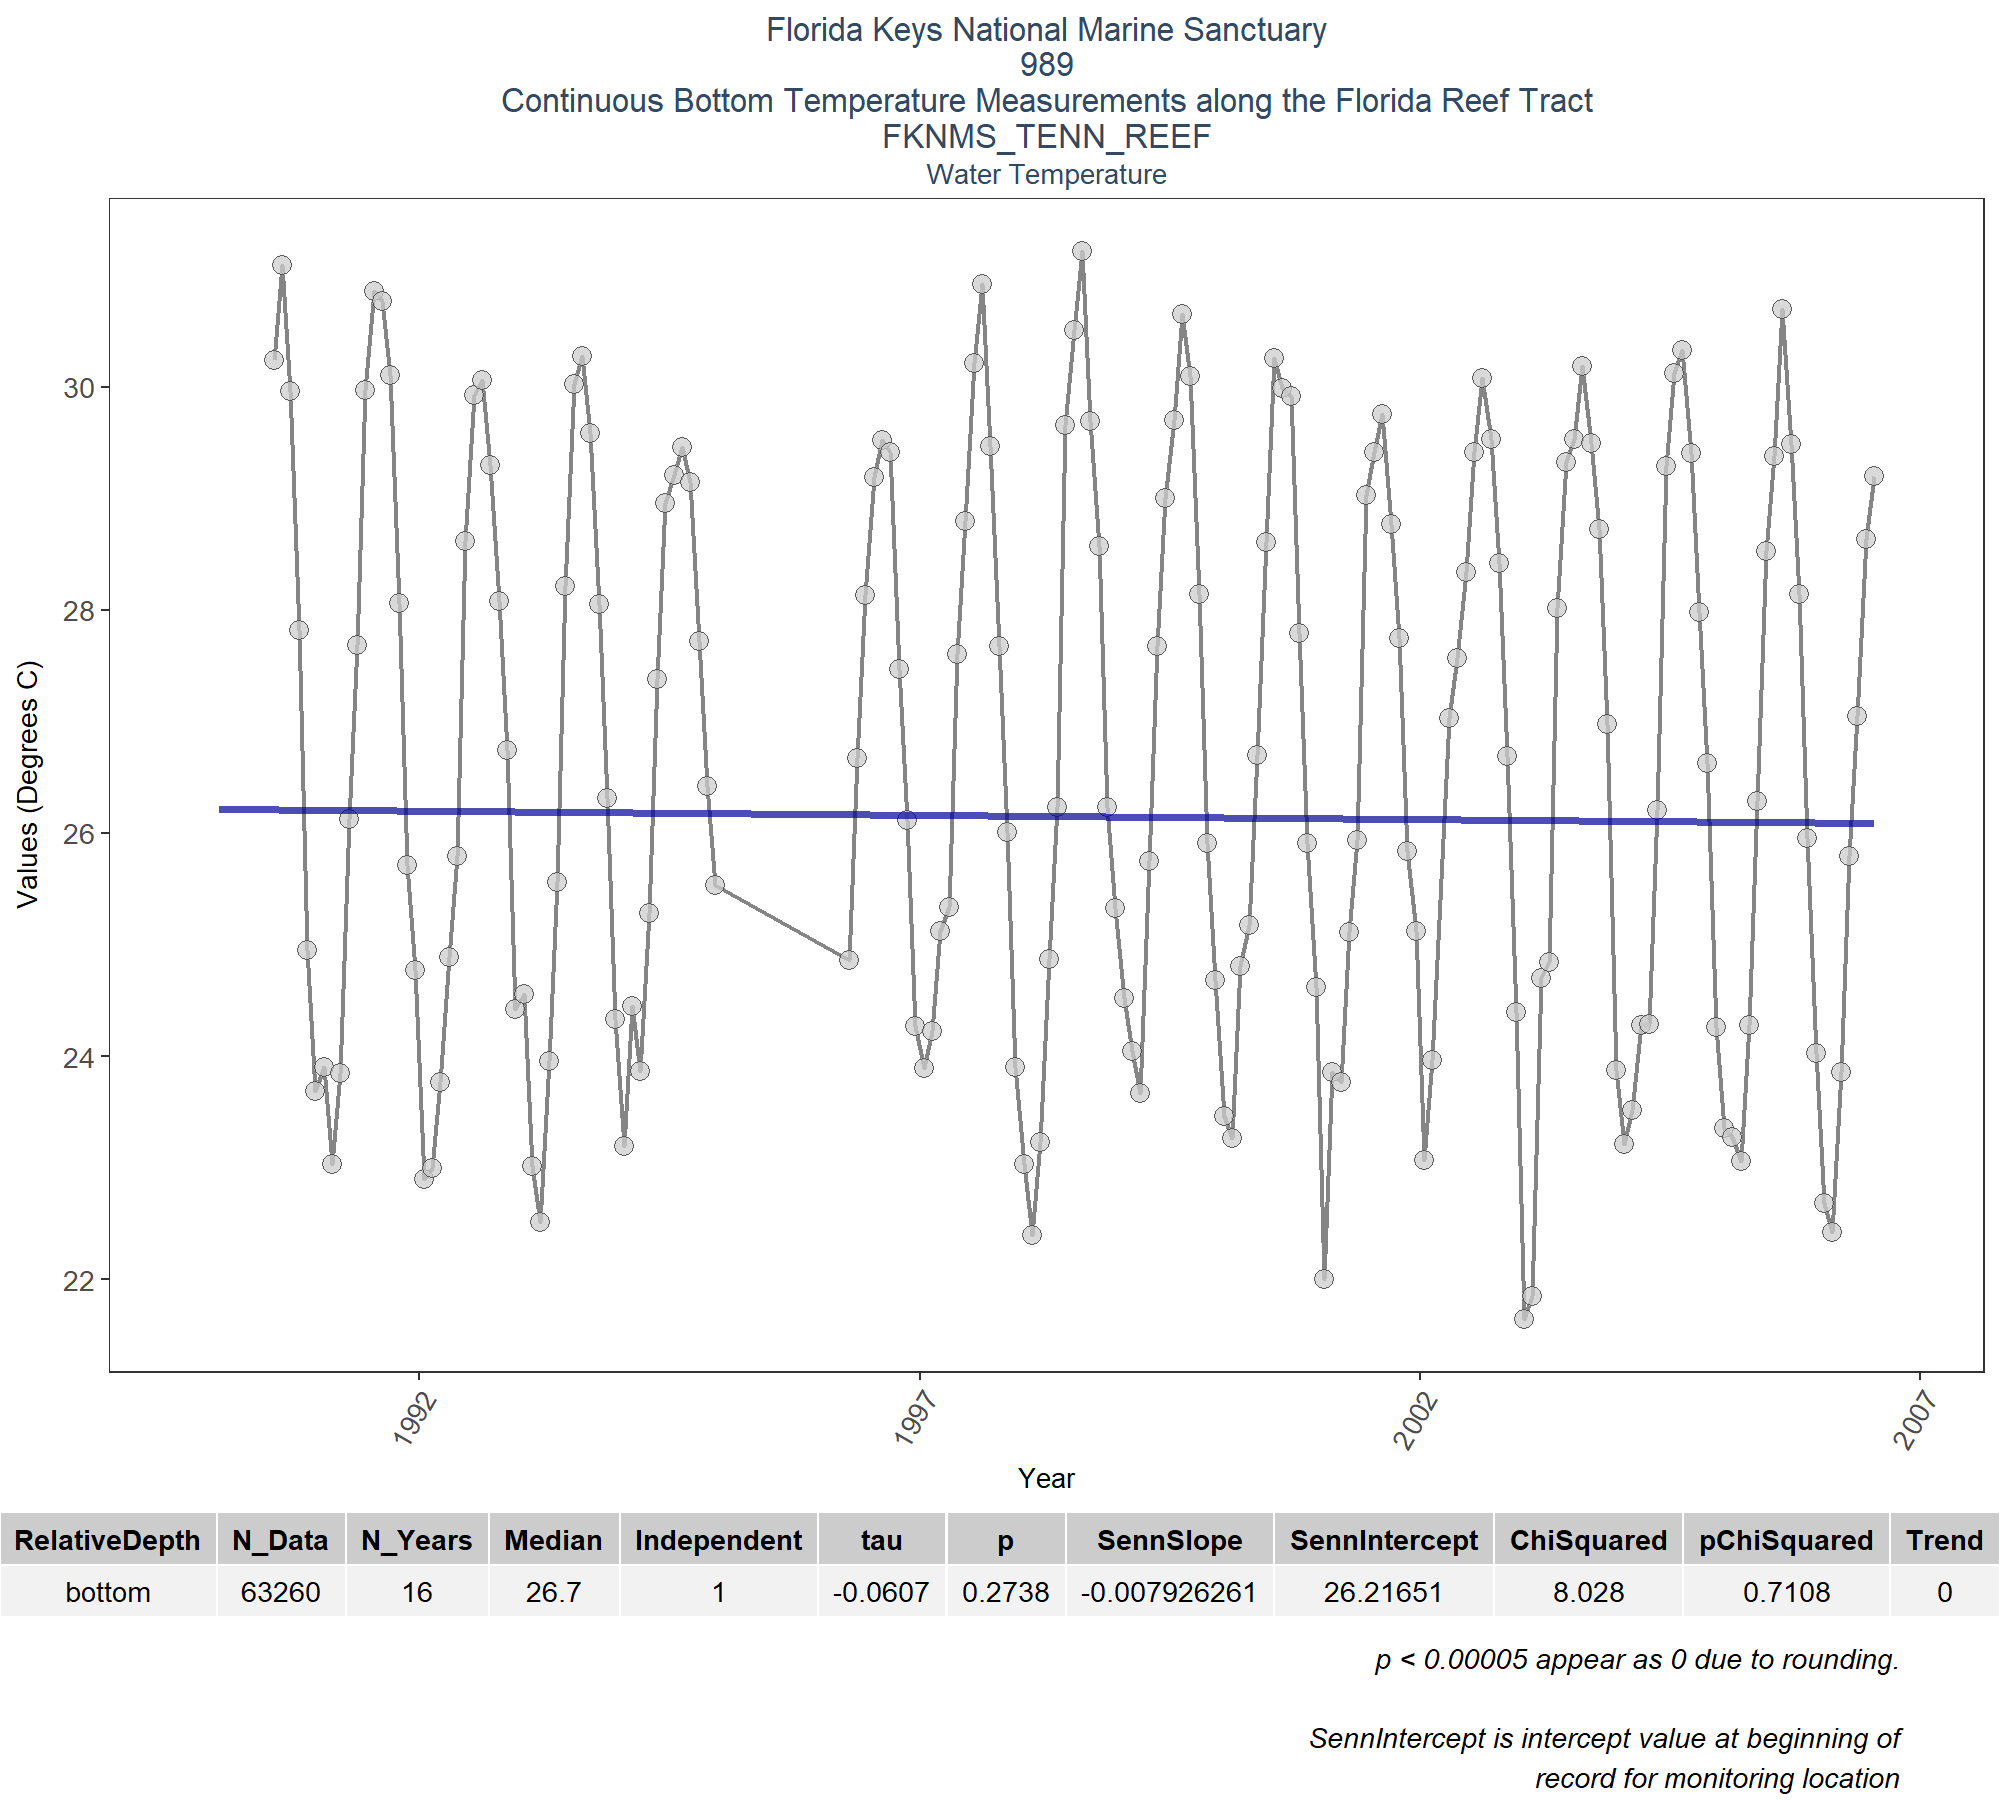 Florida Keys National Marine Sanctuary
989
Continuous Bottom Temperature Measurements along the Florida Reef Tract
FKNMS_TENN_REEF
Water Temperature
Values (Degrees C)
30
28
26
24
22
1992 1997 2002 2007
Year
RelativeDepth N_Data N_Years Median Independent tau p SennSlope SennIntercept ChiSquared pChiSquared Trend
bottom 63260 16 26.7 1 -0.0607 0.2738 -0.007926261 26.21651 8.028 0.7108 0
p < 0.00005 appear as 0 due to rounding.
SennIntercept is intercept value at beginning of
record for monitoring location